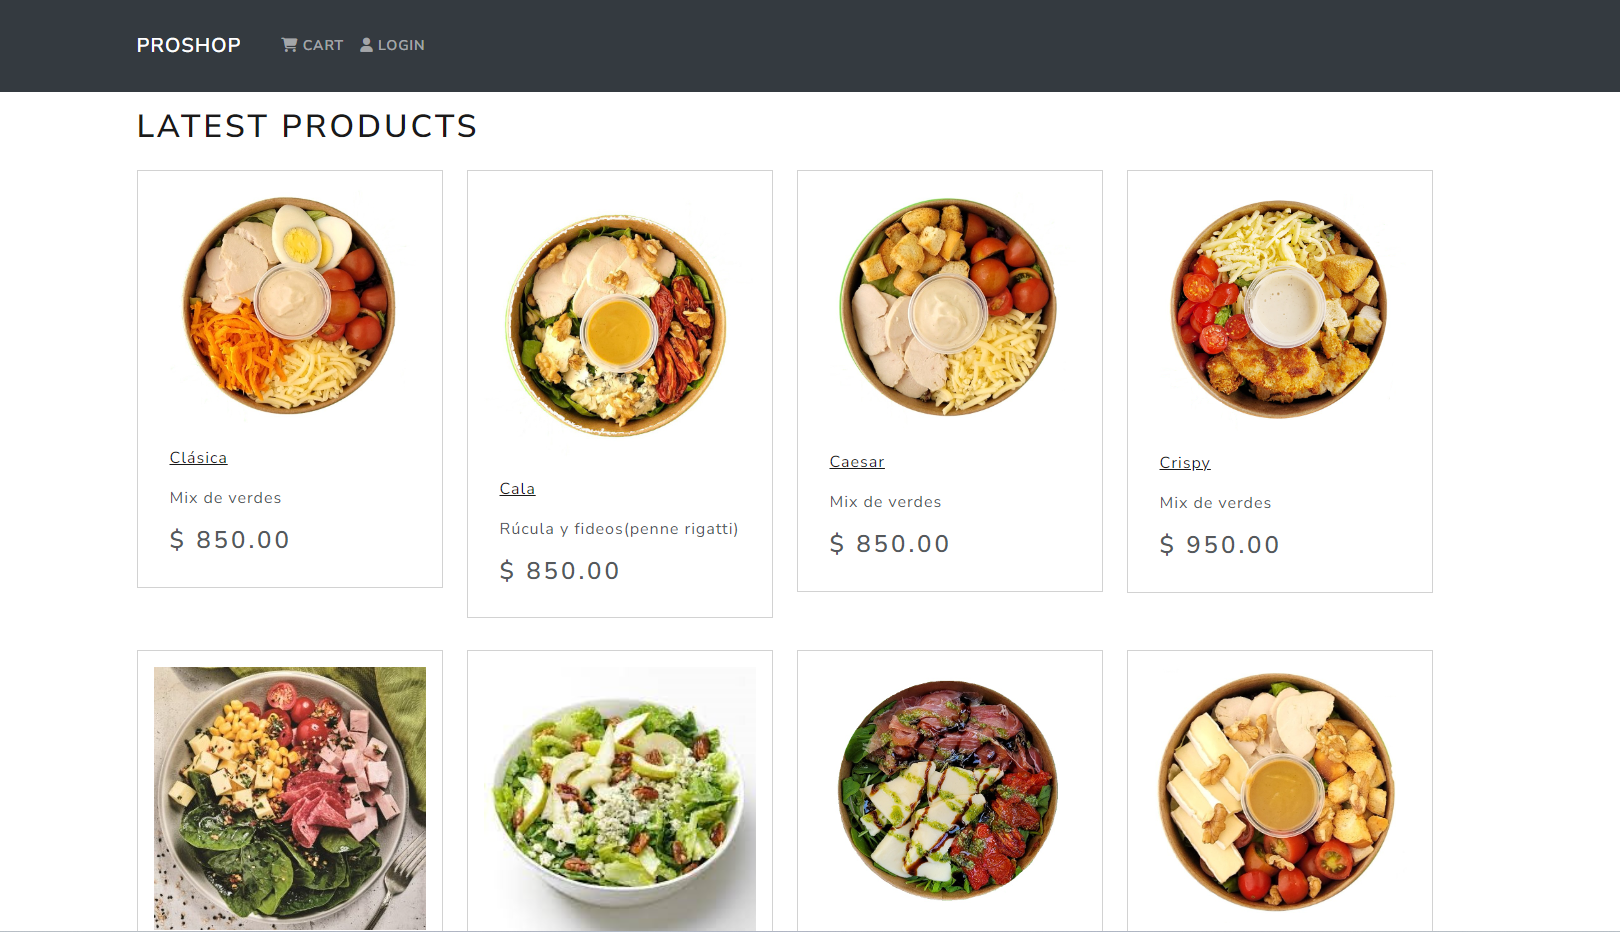 PROSHOP CART LOGIN
LATEST PRODUCTS
Clásica
Mix de verdes
$ 850.00
Cala
Rúcula y fideos(penne rigatti)
$ 850.00
Caesar
Mix de verdes
$ 850.00
Crispy
Mix de verdes
$ 950.00